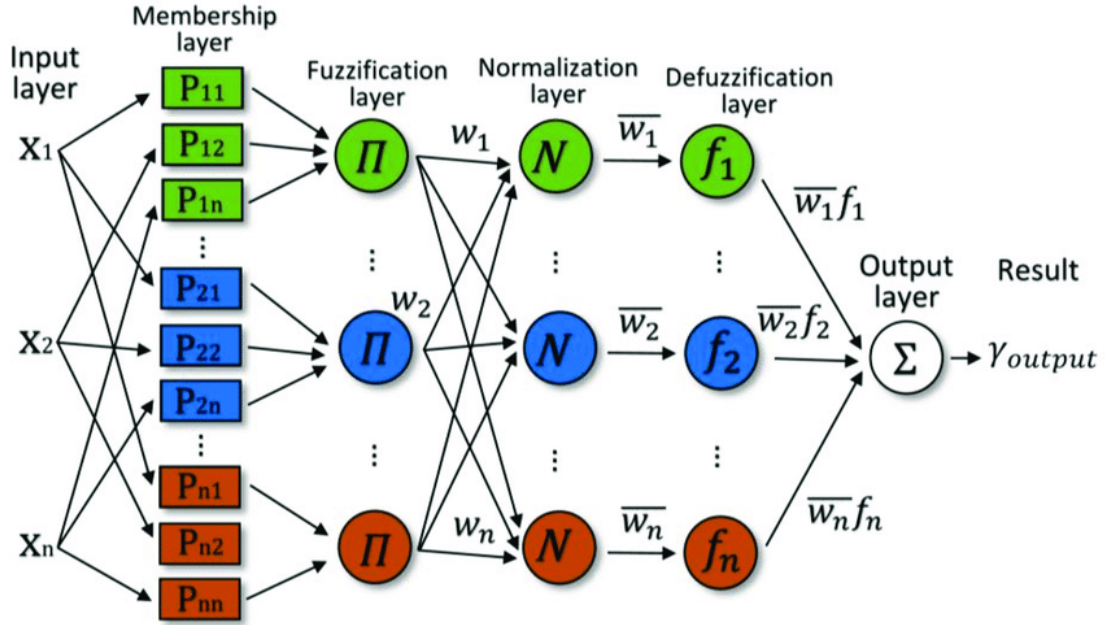 Membership
layer
Input
layer
Fuzzification
layer
Normalization
layer
Defuzzification
layer
P11
P12
P1n
X1
Π
w1
N
w̅1
f1
w̅1f1
⋮
⋮
⋮
⋮
Output
layer
Result
P21
P22
P2n
X2
Π
w2
N
w̅2
f2
w̅2f2
Σ
γoutput
⋮
⋮
⋮
⋮
Pn1
Pn2
Pnn
Xn
Π
wn
N
w̅n
fn
w̅nfn